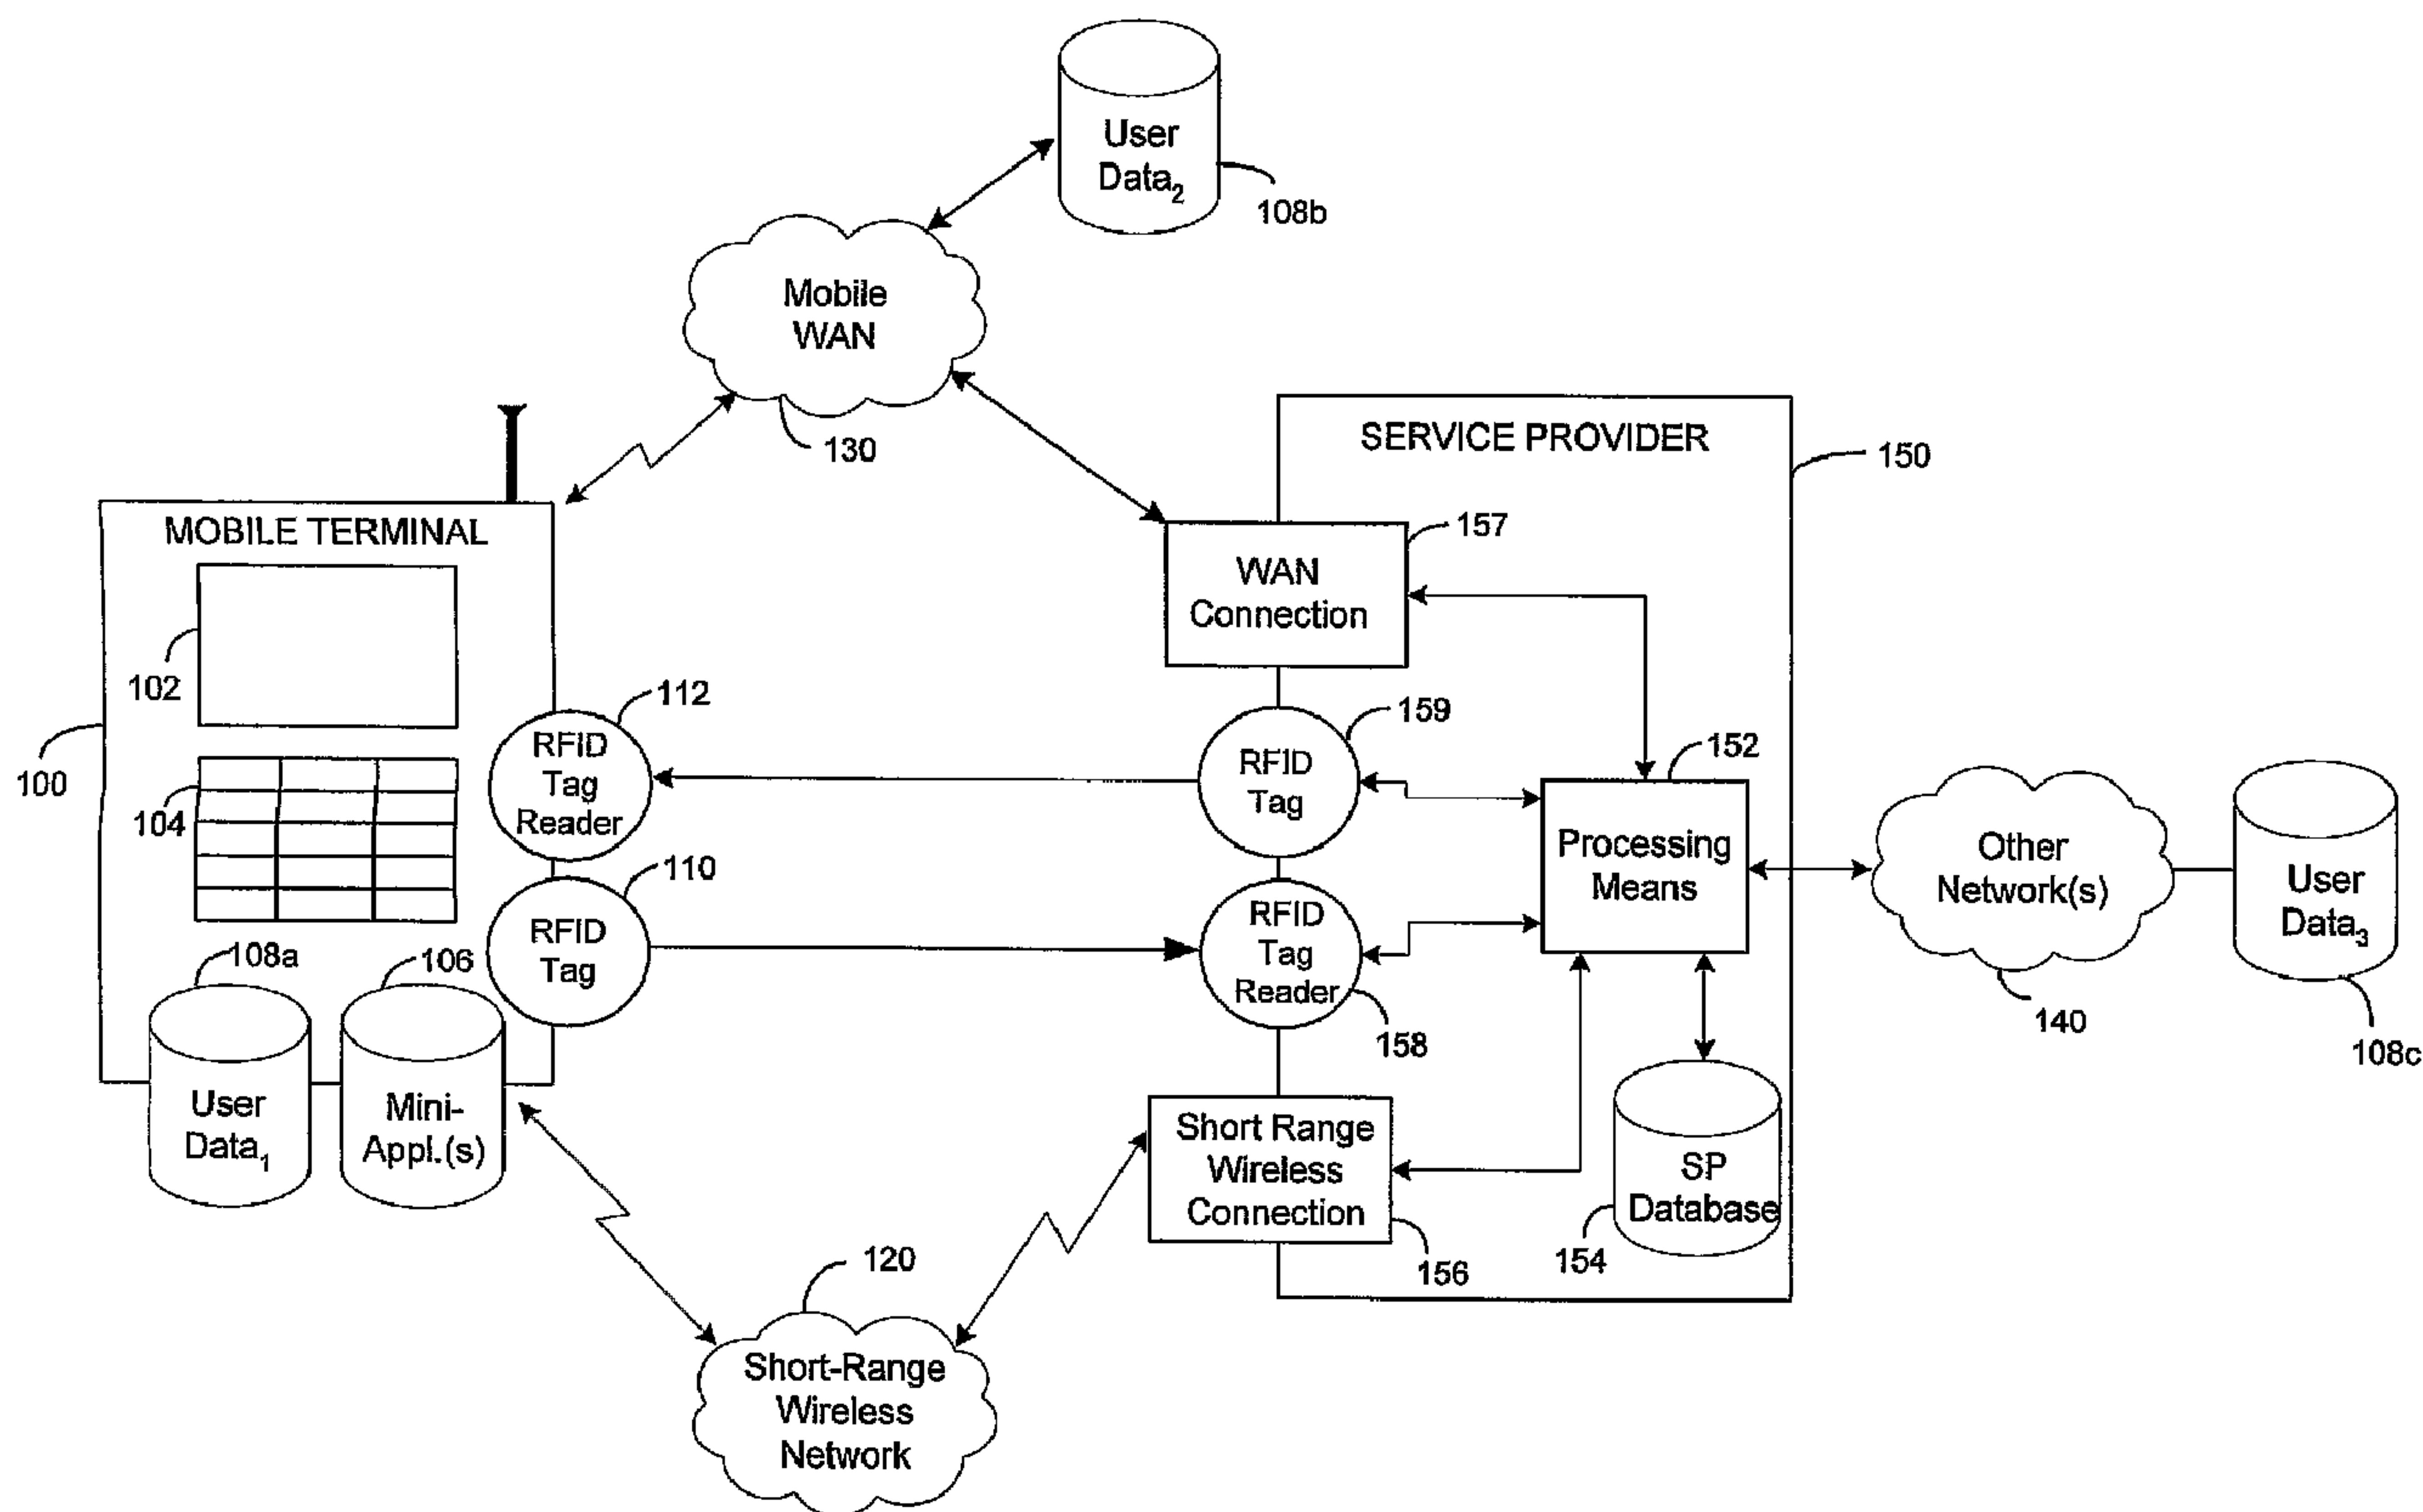 User
Data2
108b
Mobile
WAN
130
SERVICE PROVIDER
150
MOBILE TERMINAL
157
WAN
Connection
102
112
159
RFID
Tag
Reader
RFID
Tag
152
100
104
Processing
Means
Other
Network(s)
User
Data3
110
RFID
Tag
RFID
Tag
Reader
108a
106
158
140
108c
User
Data1
Mini-
Appl.(s)
Short Range
Wireless
Connection
SP
Database
154
156
120
Short-Range
Wireless
Network